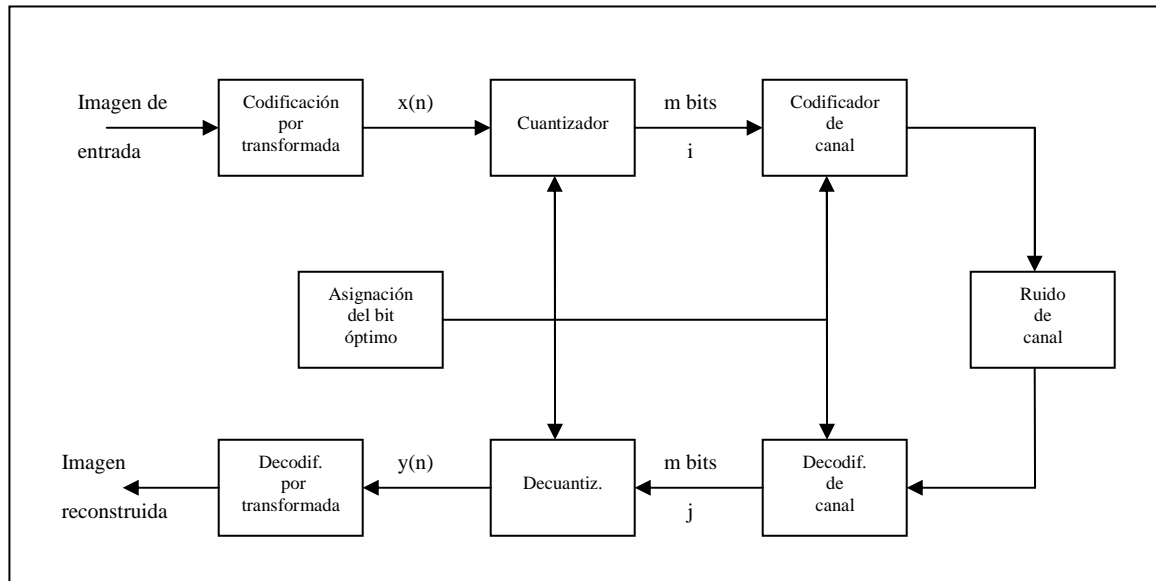 Imagen de
entrada
Codificación
por
transformada
x(n)
Cuantizador
m bits
i
Codificador
de
canal
Asignación
del bit
óptimo
Ruido
de
canal
Imagen
reconstruida
Decodif.
por
transformada
y(n)
Decuantiz.
m bits
j
Decodif.
de
canal